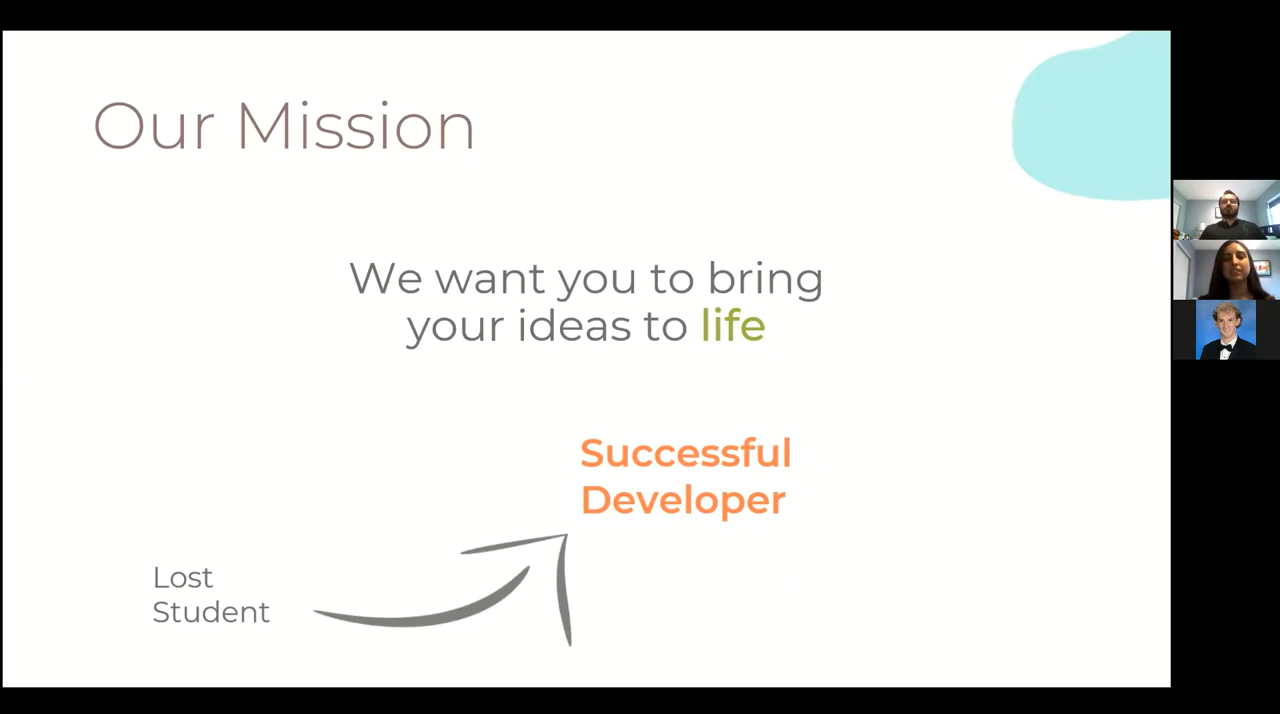 Our Mission
We want you to bring
your ideas to life
Successful
Developer
Lost
Student